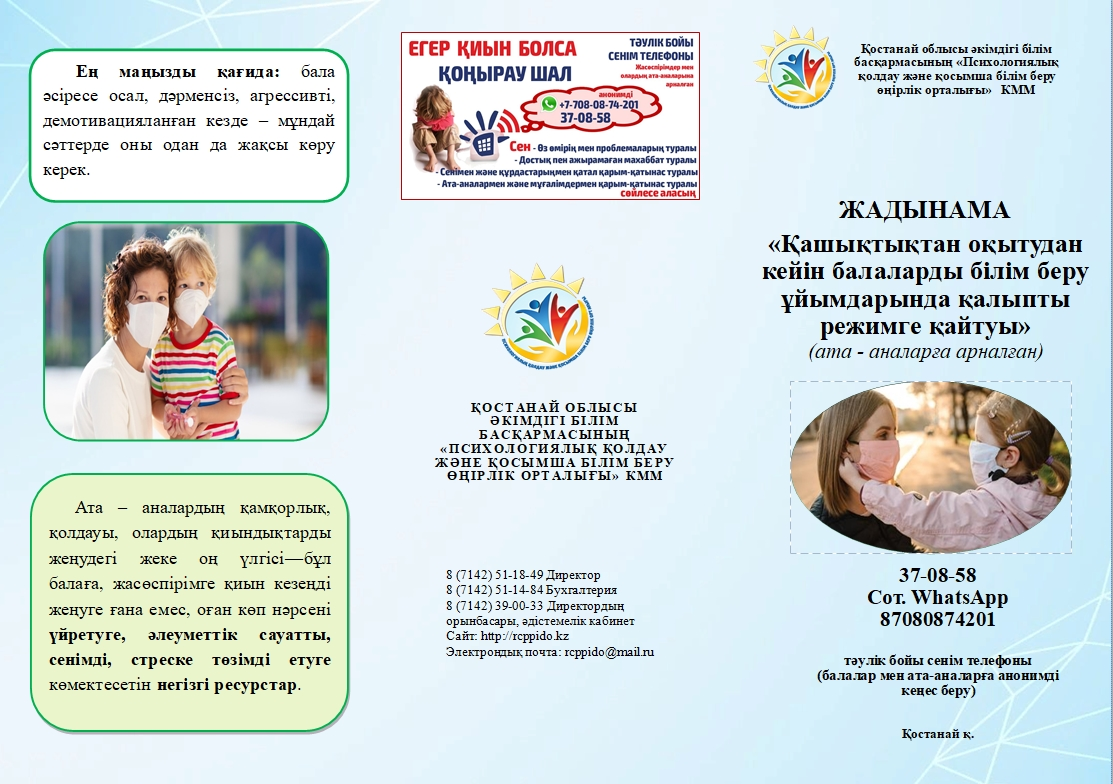 Ең маңызды қағида: бала
әсіресе осал, дәрменсіз, агрессивті,
демотивацияланған кезде – мұндай
сәттерде оны одан да жақсы көру
керек.
Ата – аналардың қамқорлық,
қолдауы, олардың қиындықтарды
жеңудегі жеке оң үлгісі—бұл
балаға, жасөспірімге қиын кезеңді
жеңуге ғана емес, оған көп нәрсені
үйретуге, әлеуметтік сауатты,
сенімді, стреске төзімді етуге
көмектесетін негізгі ресурстар.
ЕГЕР ҚИЫН БОЛСА
ҚОҢЫРАУ ШАЛ
ТӘУЛІК БОЙЫ
СЕНІМ ТЕЛЕФОНЫ
Жасөспірімдер мен
олардың ата-аналарына
арналған
анонимді
+7-708-08-74-201
37-08-58
Сен - Өз өмірің мен проблемаларың туралы
- Достық пен ажырамаған махаббат туралы
- Сенімен және құрдастарыңмен қатал қарым-қатынас туралы
- Ата-аналармен және мұғалімдермен қарым-қатынас туралы
сөйлесе аласың
ҚОСТАНАЙ ОБЛЫСЫ
ӘКІМДІГІ БІЛІМ
БАСҚАРМАСЫНЫҢ
«ПСИХОЛОГИЯЛЫҚ ҚОЛДАУ
ЖӘНЕ ҚОСЫМША БІЛІМ БЕРУ
ӨҢІРЛІК ОРТАЛЫҒЫ» КММ
8 (7142) 51-18-49 Директор
8 (7142) 51-14-84 Бухгалтерия
8 (7142) 39-00-33 Директордың
орынбасары, әдістемелік кабинет
Сайт: http://rcppido.kz
Электрондық почта: rcppido@mail.ru
Қостанай облысы әкімдігі білім
басқармасының «Психологиялық
қолдау және қосымша білім беру
өңірлік орталығы» КММ
ЖАДЫНАМА
«Қашықтықтан оқытудан
кейін балаларды білім беру
ұйымдарында қалыпты
режимге қайтуы»
(ата - аналарға арналған)
37-08-58
Сот. WhatsApp
87080874201
тәулік бойы сенім телефоны
(балалар мен ата-аналарға анонимді
кеңес беру)
Қостанай қ.